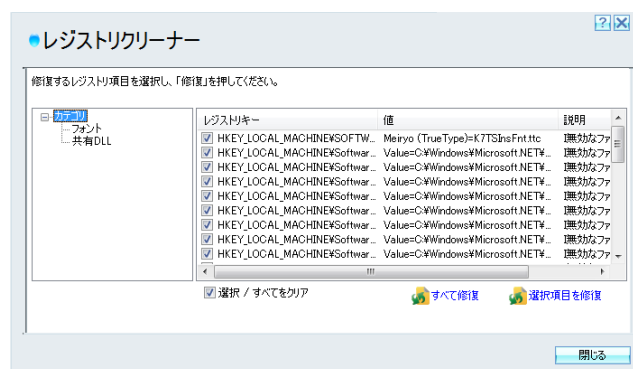 レジストリクリーナー
修復するレジストリ項目を選択し、「修復」を押してください。
カテゴリ
フォント
共有DLL
レジストリキー 値 説明
HKEY_LOCAL_MACHINE¥SOFTW... Meiryo (TrueType)=K7TSInsFnt.ttc 無効なファ
HKEY_LOCAL_MACHINE¥Softwar... Value=C:¥Windows¥Microsoft.NET¥... 無効なファ
HKEY_LOCAL_MACHINE¥Softwar... Value=C:¥Windows¥Microsoft.NET¥... 無効なファ
HKEY_LOCAL_MACHINE¥Softwar... Value=C:¥Windows¥Microsoft.NET¥... 無効なファ
HKEY_LOCAL_MACHINE¥Softwar... Value=C:¥Windows¥Microsoft.NET¥... 無効なファ
HKEY_LOCAL_MACHINE¥Softwar... Value=C:¥Windows¥Microsoft.NET¥... 無効なファ
HKEY_LOCAL_MACHINE¥Softwar... Value=C:¥Windows¥Microsoft.NET¥... 無効なファ
HKEY_LOCAL_MACHINE¥Softwar... Value=C:¥Windows¥Microsoft.NET¥... 無効なファ
HKEY_LOCAL_MACHINE¥Softwar... Value=C:¥Windows¥Microsoft.NET¥... 無効なファ
選択 / すべてをクリア すべて修復 選択項目を修復
閉じる